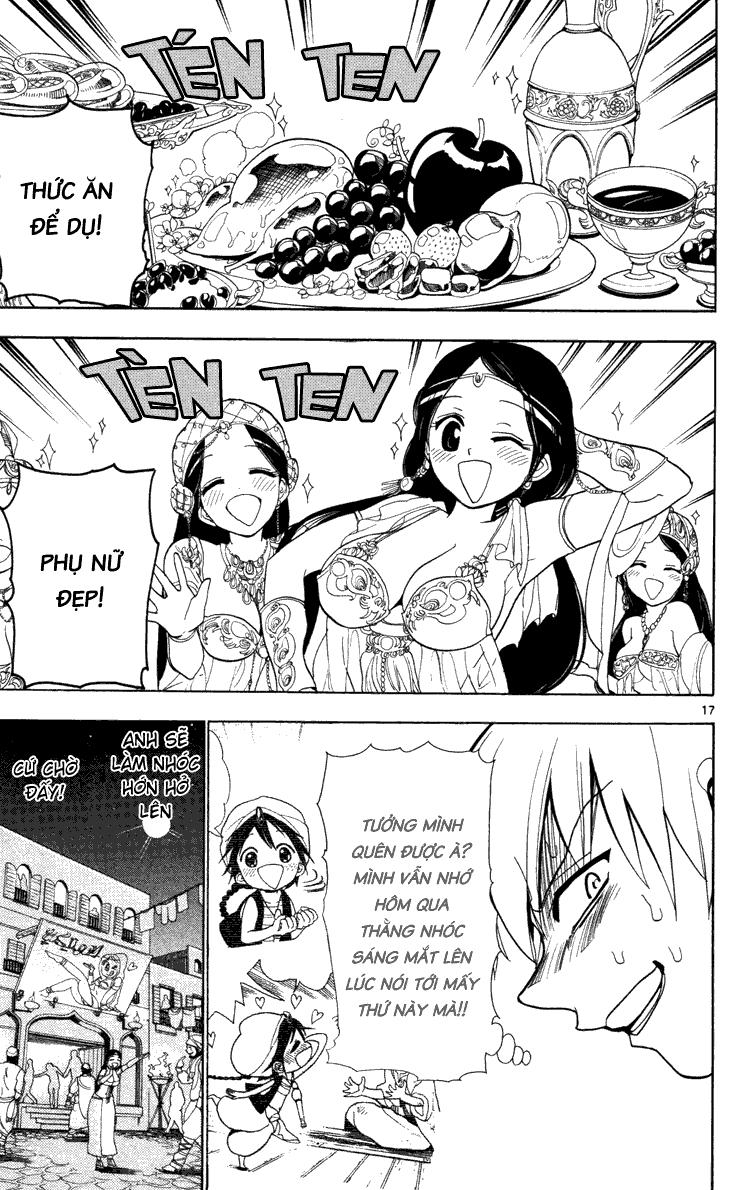 TÉN TEN
THỨC ĂN
ĐỂ DỤ!
TÈN TEN
PHỤ NỮ
ĐẸP!
17
TƯỞNG MÌNH
QUÊN ĐƯỢC À?
MÌNH VẪN NHỚ
HÔM QUA
THẰNG NHÓC
SÁNG MẮT LÊN
LÚC NÓI TỚI MẤY
THỨ NÀY MÀ!!
ANH SẼ
LÀM NHÓC
HỚN HỞ
LÊN
CỨ CHỜ
ĐẤY!